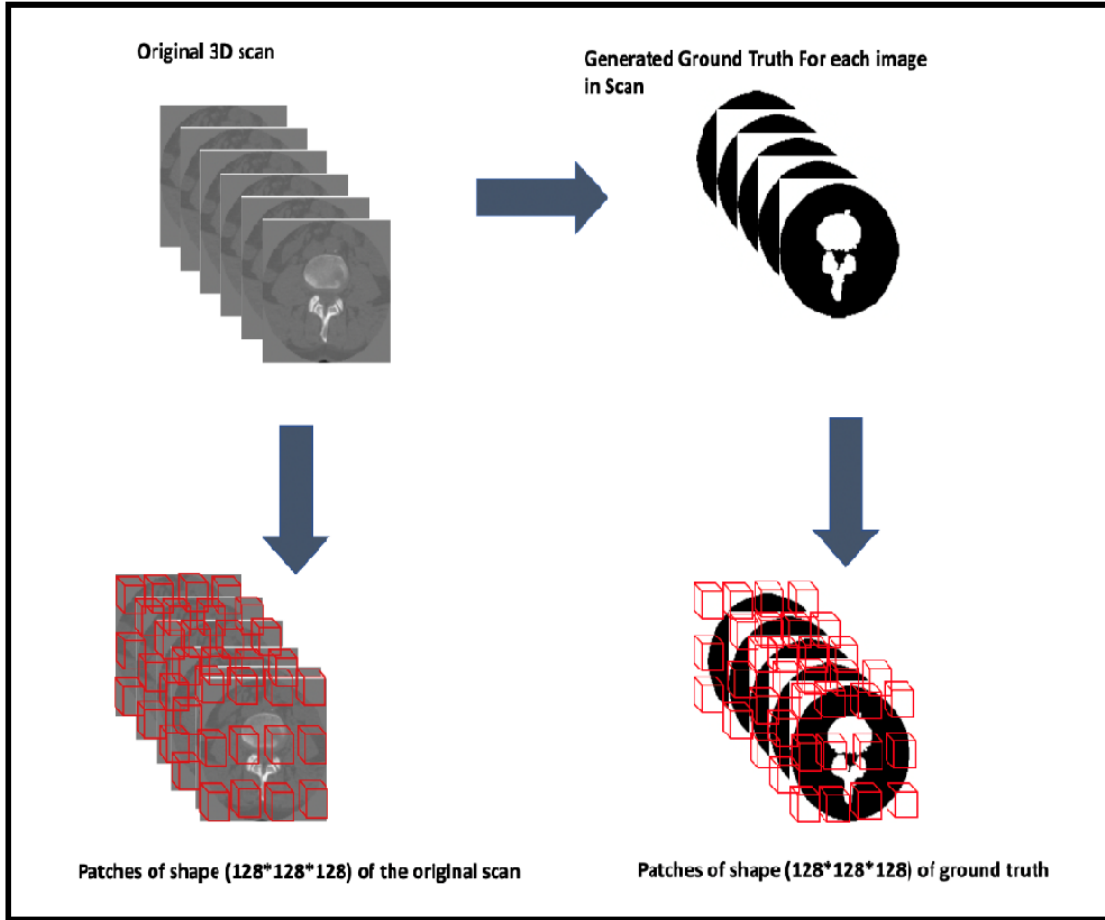 Original 3D scan
Generated Ground Truth For each image
in Scan
Patches of shape (128*128*128) of the original scan
Patches of shape (128*128*128) of ground truth